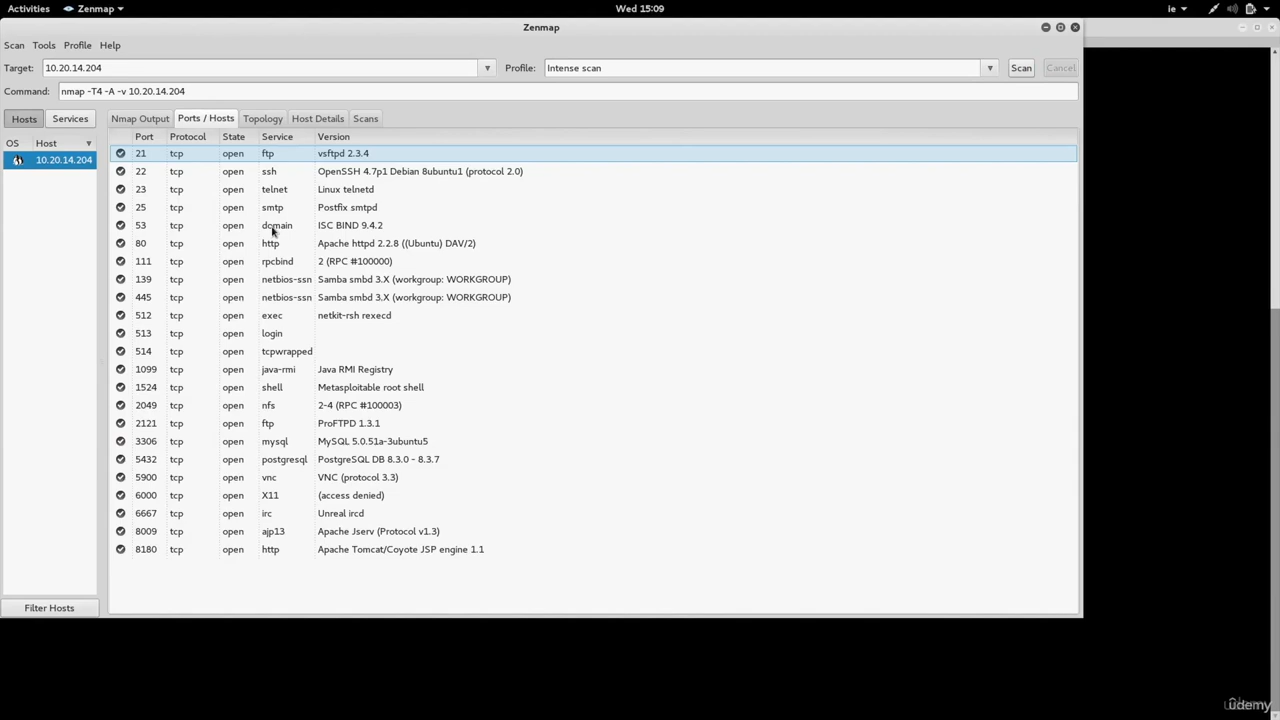 Activities Zenmap Wed 15:09 ie
Zenmap
Scan Tools Profile Help
Target: 10.20.14.204 Profile: Intense scan Scan Cancel
Command: nmap -T4 -A -v 10.20.14.204
Hosts Services Nmap Output Ports / Hosts Topology Host Details Scans
OS Host Port Protocol State Service Version
10.20.14.204
21 tcp open ftp vsftpd 2.3.4
22 tcp open ssh OpenSSH 4.7p1 Debian 8ubuntu1 (protocol 2.0)
23 tcp open telnet Linux telnetd
25 tcp open smtp Postfix smtpd
53 tcp open domain ISC BIND 9.4.2
80 tcp open http Apache httpd 2.2.8 ((Ubuntu) DAV/2)
111 tcp open rpcbind 2 (RPC #100000)
139 tcp open netbios-ssn Samba smbd 3.X (workgroup: WORKGROUP)
445 tcp open netbios-ssn Samba smbd 3.X (workgroup: WORKGROUP)
512 tcp open exec netkit-rsh rexecd
513 tcp open login
514 tcp open tcpwrapped
1099 tcp open java-rmi Java RMI Registry
1524 tcp open shell Metasploitable root shell
2049 tcp open nfs 2-4 (RPC #100003)
2121 tcp open ftp ProFTPD 1.3.1
3306 tcp open mysql MySQL 5.0.51a-3ubuntu5
5432 tcp open postgresql PostgreSQL DB 8.3.0 - 8.3.7
5900 tcp open vnc VNC (protocol 3.3)
6000 tcp open X11 (access denied)
6667 tcp open irc Unreal ircd
8009 tcp open ajp13 Apache Jserv (Protocol v1.3)
8180 tcp open http Apache Tomcat/Coyote JSP engine 1.1
Filter Hosts
ûdemy